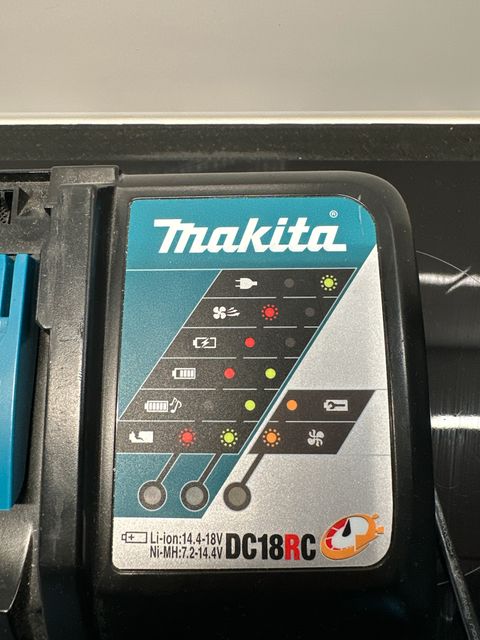 makita®
Li-ion:14.4-18V
Ni-MH:7.2-14.4V
DC18RC